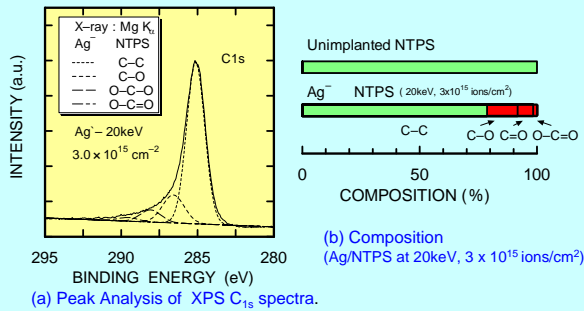 X–ray : Mg Kα
Ag⁻ NTPS
C–C
C–O
O–C–O
O–C=O
C1s
Ag⁻– 20keV
3.0 × 10¹⁵ cm⁻²
INTENSITY (a.u.)
295 290 285 280
BINDING ENERGY (eV)
(a) Peak Analysis of XPS C₁s spectra.
Unimplanted NTPS
Ag⁻ NTPS ( 20keV, 3x10¹⁵ ions/cm²)
C–C
C–O C=O O–C=O
0 50 100
COMPOSITION (%)
(b) Composition
(Ag/NTPS at 20keV, 3 x 10¹⁵ ions/cm²)